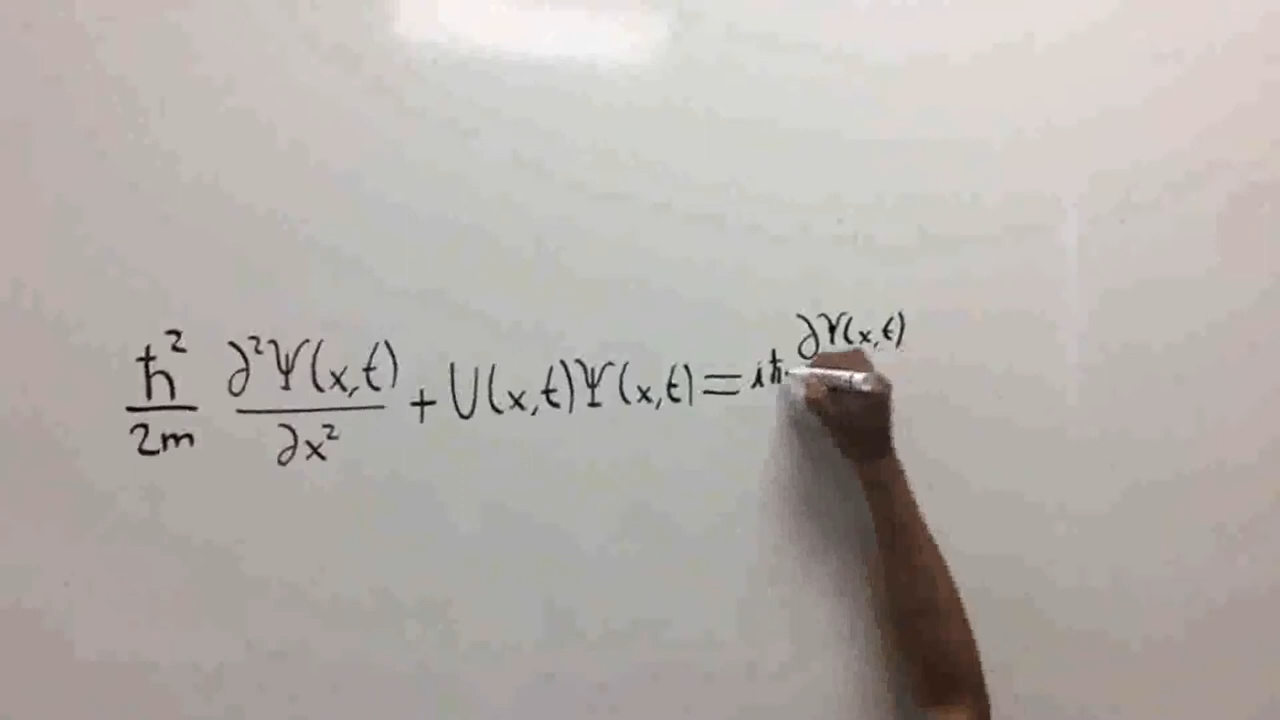 ħ²/2m ∂²Ψ(x,t)/∂x² + U(x,t)Ψ(x,t) = iħ ∂Ψ(x,t)